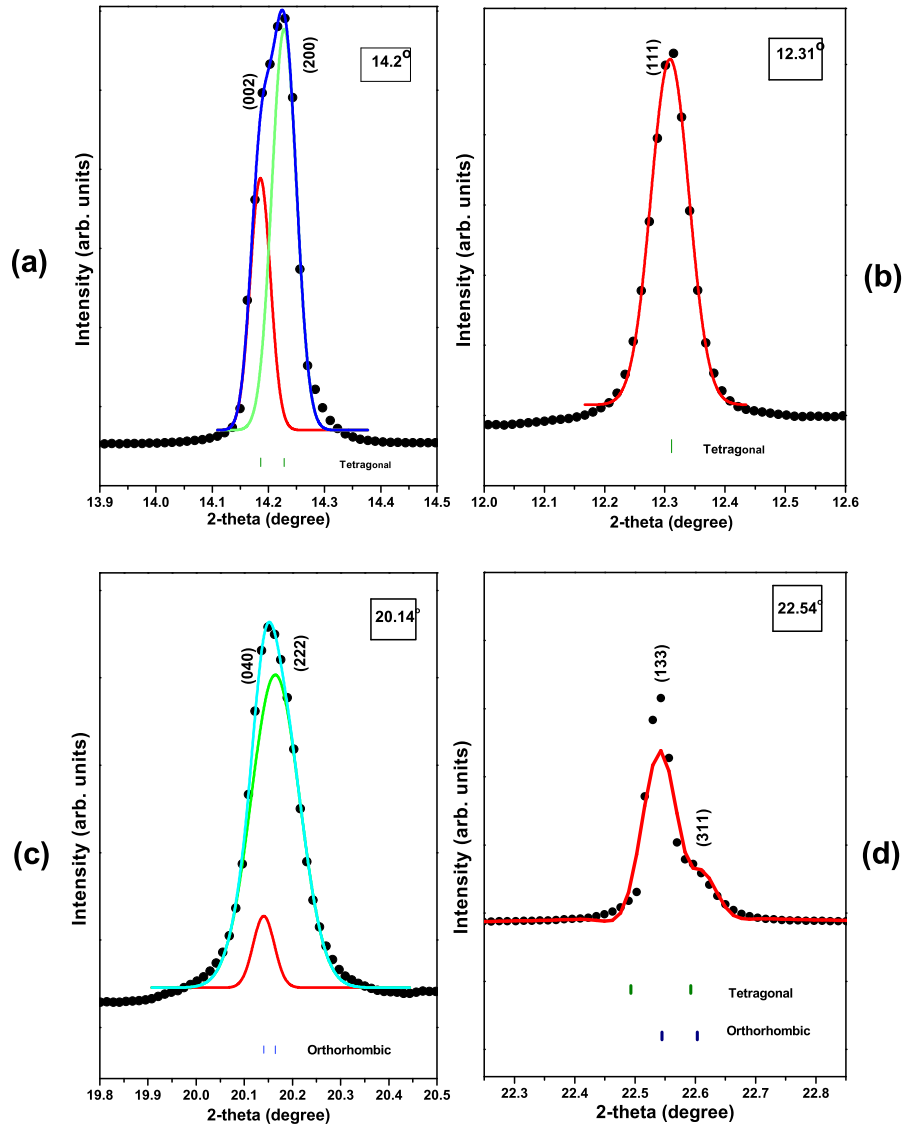 (a)
Intensity (arb. units)
(002)
(200)
14.2°
Tetragonal
13.9 14.0 14.1 14.2 14.3 14.4 14.5
2-theta (degree)
(b)
Intensity (arb. units)
(111)
12.31°
Tetragonal
12.0 12.1 12.2 12.3 12.4 12.5 12.6
2-theta (degree)
(c)
Intensity (arb. units)
(040)
(222)
20.14°
Orthorhombic
19.8 19.9 20.0 20.1 20.2 20.3 20.4 20.5
2-theta (degree)
(d)
Intensity (arb. units)
(133)
(311)
22.54°
Tetragonal
Orthorhombic
22.3 22.4 22.5 22.6 22.7 22.8
2-theta (degree)